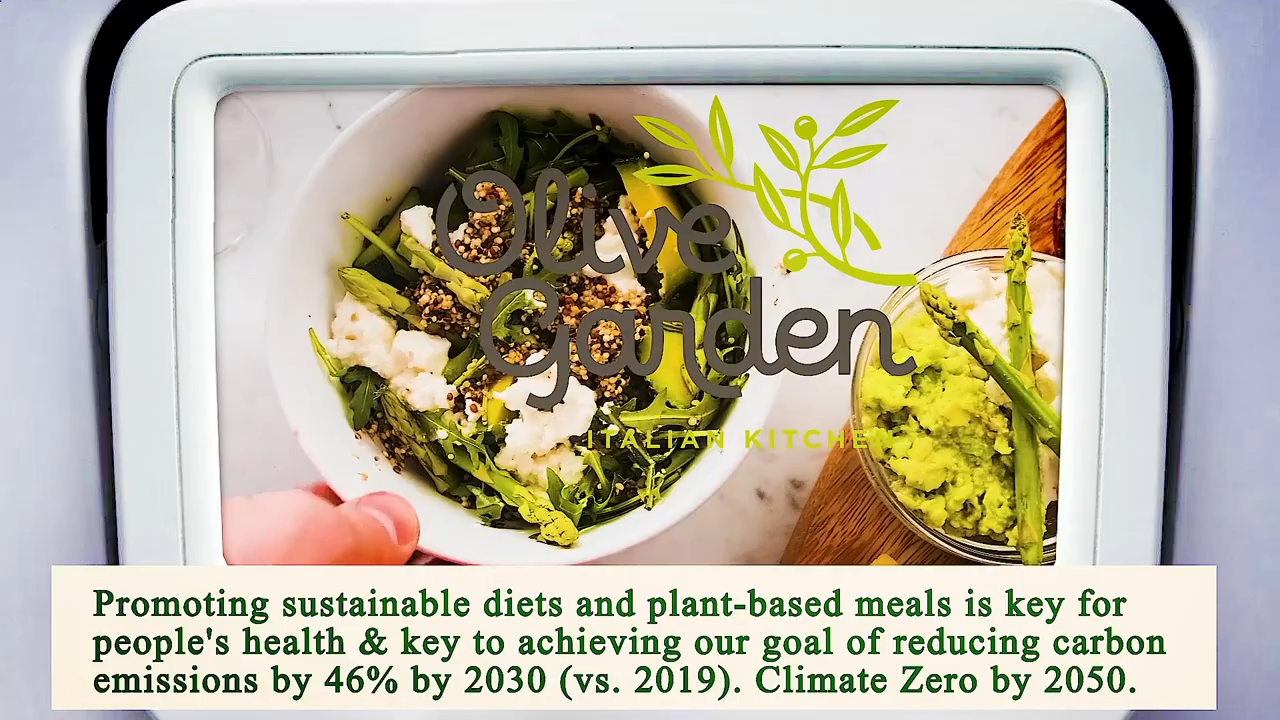 Olive
Garden
ITALIAN KITCHEN
Promoting sustainable diets and plant-based meals is key for
people's health & key to achieving our goal of reducing carbon
emissions by 46% by 2030 (vs. 2019). Climate Zero by 2050.